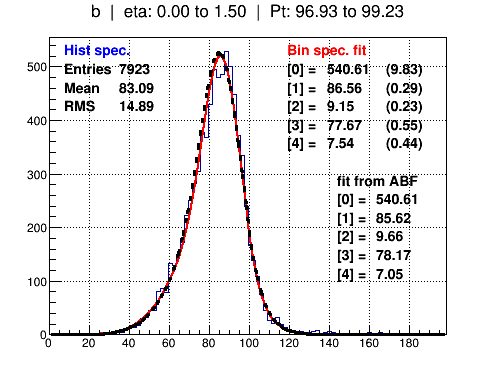 b | eta: 0.00 to 1.50 | Pt: 96.93 to 99.23
Hist spec.
Entries 7923
Mean 83.09
RMS 14.89
Bin spec. fit
[0] = 540.61 (9.83)
[1] = 86.56 (0.29)
[2] = 9.15 (0.23)
[3] = 77.67 (0.55)
[4] = 7.54 (0.44)
fit from ABF
[0] = 540.61
[1] = 85.62
[2] = 9.66
[3] = 78.17
[4] = 7.05
500
400
300
200
100
0
0 20 40 60 80 100 120 140 160 180